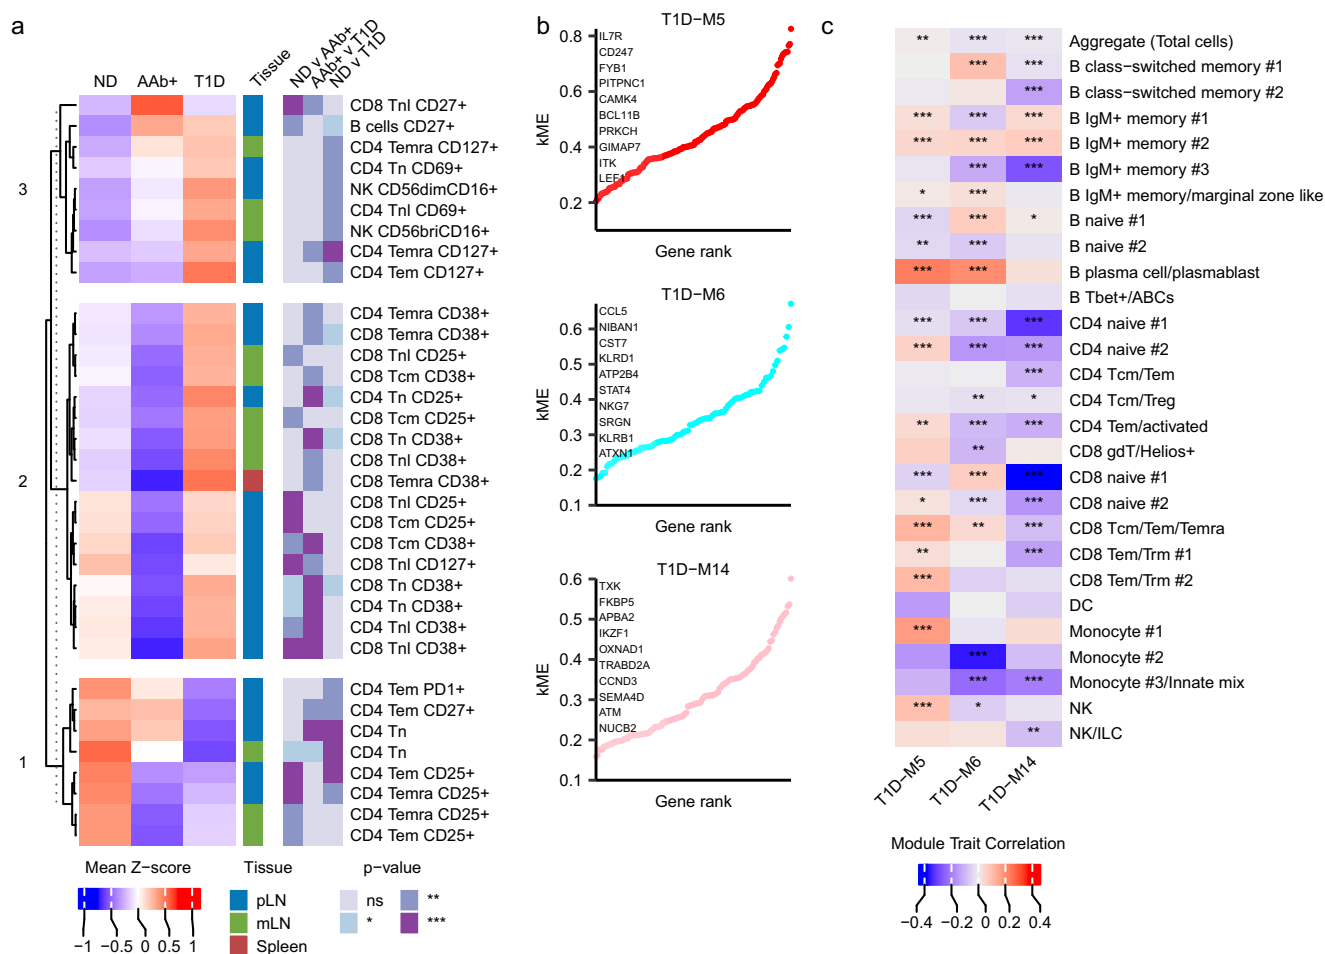 a
ND
AAb+
T1D
Tissue
ND v AAb+
AAb+ v T1D
ND v T1D
3
CD8 Tnl CD27+
B cells CD27+
CD4 Temra CD127+
CD4 Tn CD69+
NK CD56dimCD16+
CD4 Tnl CD69+
NK CD56briCD16+
CD4 Temra CD127+
CD4 Tem CD127+
2
CD4 Temra CD38+
CD8 Temra CD38+
CD8 Tnl CD25+
CD8 Tcm CD38+
CD4 Tn CD25+
CD8 Tcm CD25+
CD8 Tn CD38+
CD8 Tnl CD38+
CD8 Temra CD38+
CD8 Tnl CD25+
CD8 Tcm CD25+
CD8 Tcm CD38+
CD8 Tnl CD127+
CD8 Tn CD38+
CD4 Tn CD38+
CD4 Tnl CD38+
CD8 Tnl CD38+
1
CD4 Tem PD1+
CD4 Tem CD27+
CD4 Tn
CD4 Tn
CD4 Tem CD25+
CD4 Temra CD25+
CD4 Temra CD25+
CD4 Tem CD25+
Mean Z−score
−1 −0.5 0 0.5 1
Tissue
pLN
mLN
Spleen
p−value
ns
*
**
***
b
T1D−M5
kME
0.8
0.6
0.4
0.2
IL7R
CD247
FYB1
PITPNC1
CAMK4
BCL11B
PRKCH
GIMAP7
ITK
LEF1
Gene rank
T1D−M6
kME
0.6
0.5
0.4
0.3
0.2
0.1
CCL5
NIBAN1
CST7
KLRD1
ATP2B4
STAT4
NKG7
SRGN
KLRB1
ATXN1
Gene rank
T1D−M14
kME
0.6
0.5
0.4
0.3
0.2
0.1
TXK
FKBP5
APBA2
IKZF1
OXNAD1
TRABD2A
CCND3
SEMA4D
ATM
NUCB2
Gene rank
c
** *** *** Aggregate (Total cells)
*** *** B class−switched memory #1
*** B class−switched memory #2
*** *** *** B IgM+ memory #1
*** *** *** B IgM+ memory #2
*** *** B IgM+ memory #3
* *** B IgM+ memory/marginal zone like
*** *** * B naive #1
** *** B naive #2
*** *** B plasma cell/plasmablast
B Tbet+/ABCs
*** *** *** CD4 naive #1
*** *** *** CD4 naive #2
*** CD4 Tcm/Tem
** * CD4 Tcm/Treg
** *** *** CD4 Tem/activated
** CD8 gdT/Helios+
*** *** *** CD8 naive #1
* *** *** CD8 naive #2
*** ** *** CD8 Tcm/Tem/Temra
** *** CD8 Tem/Trm #1
*** CD8 Tem/Trm #2
DC
*** Monocyte #1
*** Monocyte #2
*** *** Monocyte #3/Innate mix
*** * NK
** NK/ILC
T1D−M5
T1D−M6
T1D−M14
Module Trait Correlation
−0.4 −0.2 0 0.2 0.4